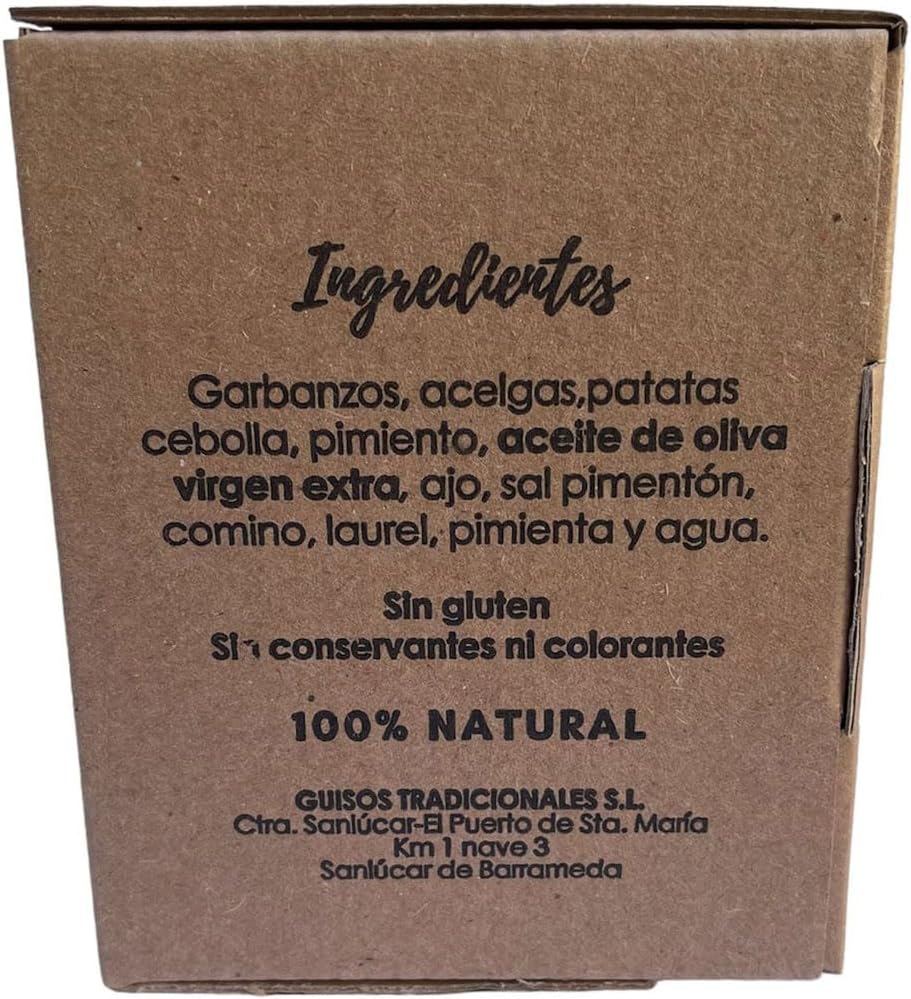 Ingredientes
Garbanzos, acelgas,patatas
cebolla, pimiento, aceite de oliva
virgen extra, ajo, sal pimentón,
comino, laurel, pimienta y agua.
Sin gluten
Sin conservantes ni colorantes
100% NATURAL
GUISOS TRADICIONALES S.L.
Ctra. Sanlúcar-El Puerto de Sta. María
Km 1 nave 3
Sanlúcar de Barrameda